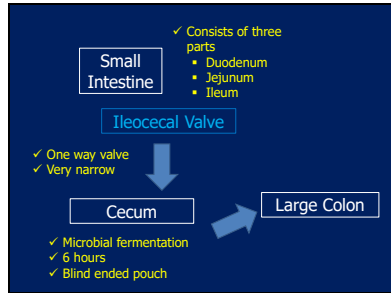 ✓ Consists of three
parts
▪ Duodenum
▪ Jejunum
▪ Ileum
Small
Intestine
Ileocecal Valve
✓ One way valve
✓ Very narrow
Cecum
Large Colon
✓ Microbial fermentation
✓ 6 hours
✓ Blind ended pouch